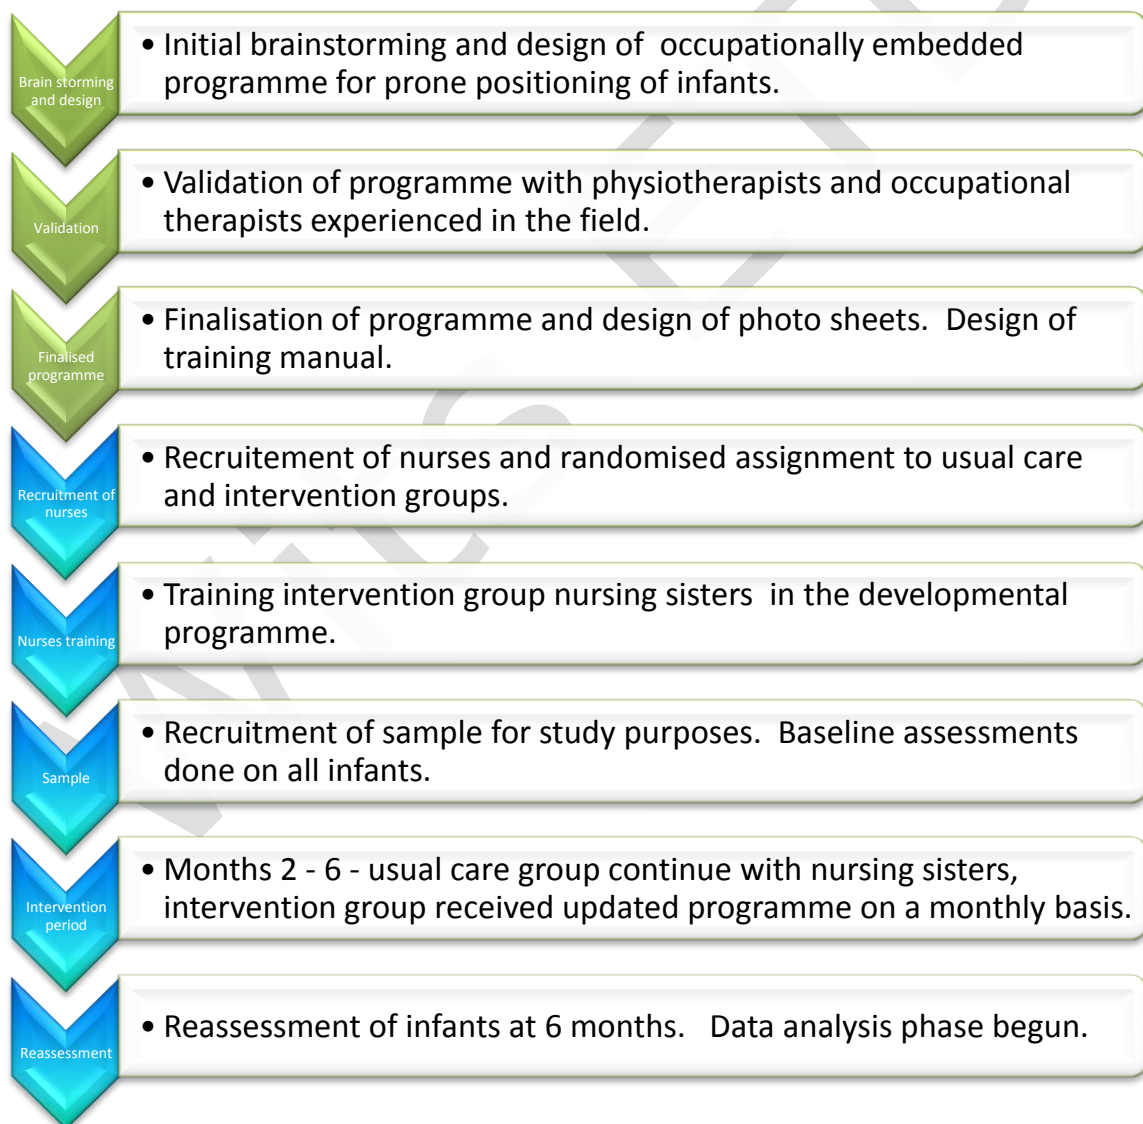 Brain storming
and design
• Initial brainstorming and design of occupationally embedded
programme for prone positioning of infants.
Validation
• Validation of programme with physiotherapists and occupational
therapists experienced in the field.
Finalised
programme
• Finalisation of programme and design of photo sheets. Design of
training manual.
Recruitment of
nurses
• Recruitement of nurses and randomised assignment to usual care
and intervention groups.
Nurses training
• Training intervention group nursing sisters in the developmental
programme.
Sample
• Recruitment of sample for study purposes. Baseline assessments
done on all infants.
Intervention
period
• Months 2 - 6 - usual care group continue with nursing sisters,
intervention group received updated programme on a monthly basis.
Reassessment
• Reassessment of infants at 6 months. Data analysis phase begun.